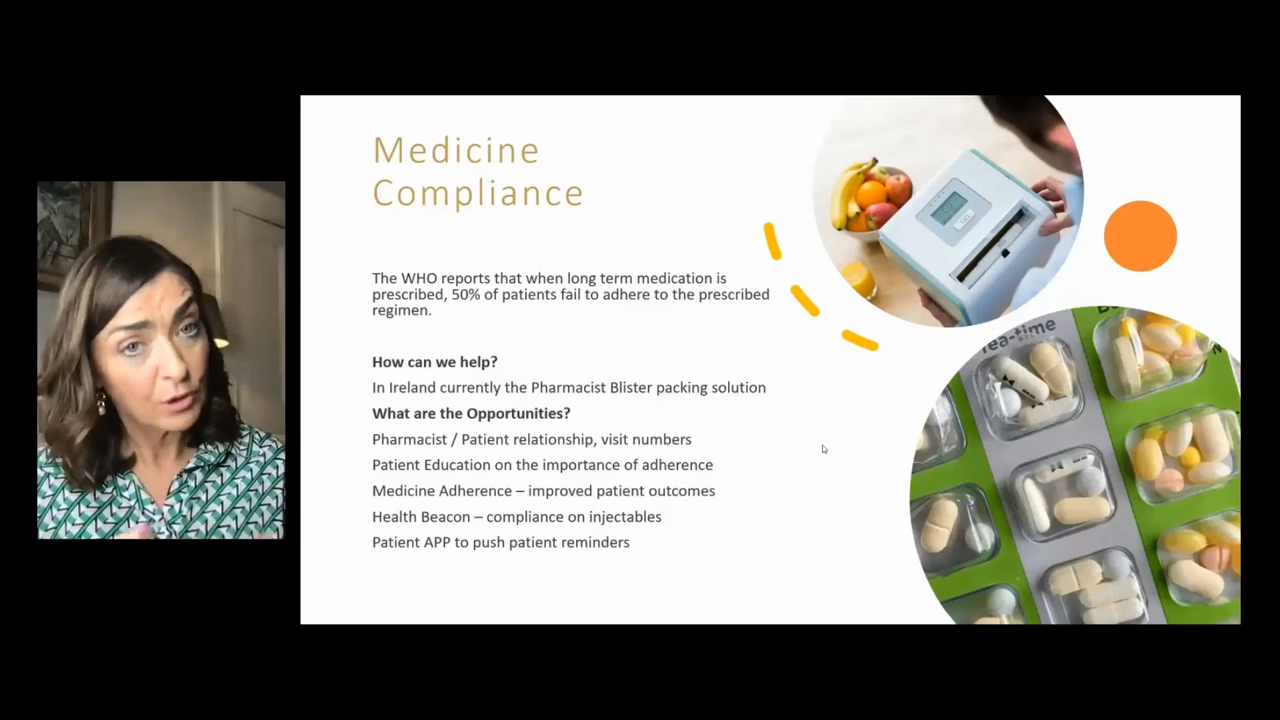 Medicine
Compliance
The WHO reports that when long term medication is
prescribed, 50% of patients fail to adhere to the prescribed
regimen.
How can we help?
In Ireland currently the Pharmacist Blister packing solution
What are the Opportunities?
Pharmacist / Patient relationship, visit numbers
Patient Education on the importance of adherence
Medicine Adherence – improved patient outcomes
Health Beacon – compliance on injectables
Patient APP to push patient reminders
Tea-time